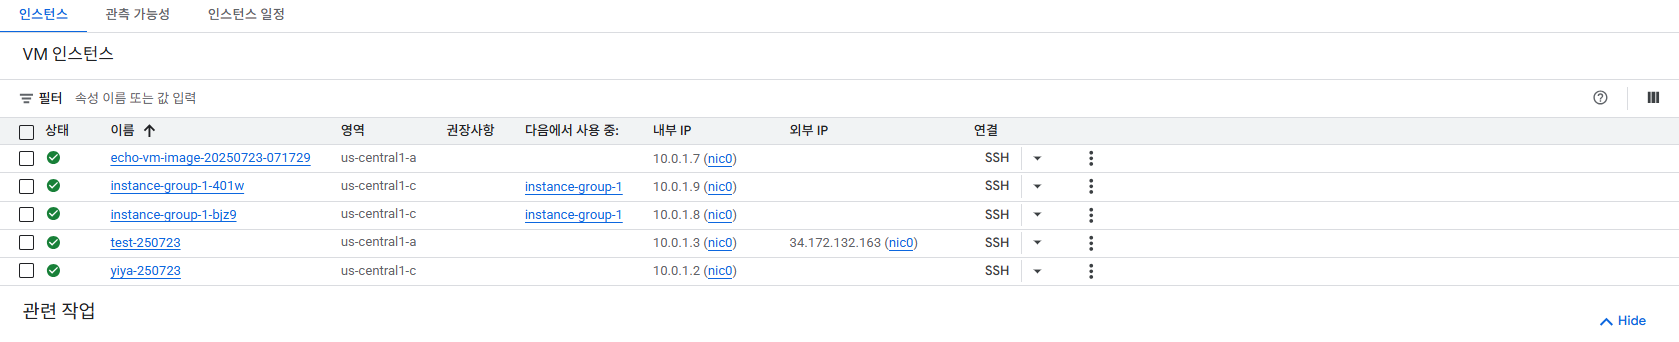 인스턴스 관측 가능성 인스턴스 일정
VM 인스턴스
필터 속성 이름 또는 값 입력
상태 이름 영역 권장사항 다음에서 사용 중: 내부 IP 외부 IP 연결
echo-vm-image-20250723-071729 us-central1-a 10.0.1.7 (nic0) SSH
instance-group-1-401w us-central1-c instance-group-1 10.0.1.9 (nic0) SSH
instance-group-1-bjz9 us-central1-c instance-group-1 10.0.1.8 (nic0) SSH
test-250723 us-central1-a 10.0.1.3 (nic0) 34.172.132.163 (nic0) SSH
yiya-250723 us-central1-c 10.0.1.2 (nic0) SSH
관련 작업
Hide